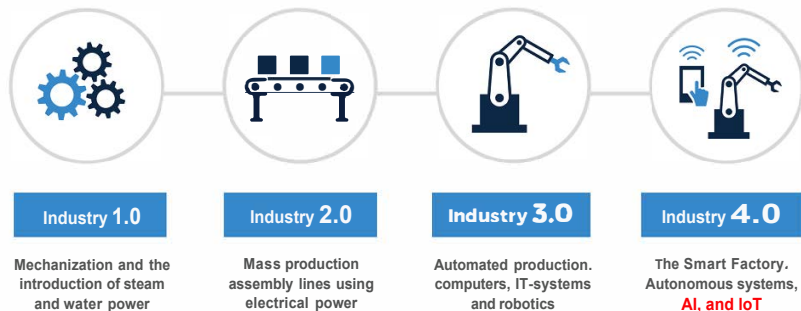 Industry 1.0
Mechanization and the
introduction of steam
and water power
Industry 2.0
Mass production
assembly lines using
electrical power
Industry 3.0
Automated production.
computers, IT-systems
and robotics
Industry 4.0
The Smart Factory.
Autonomous systems,
AI, and IoT